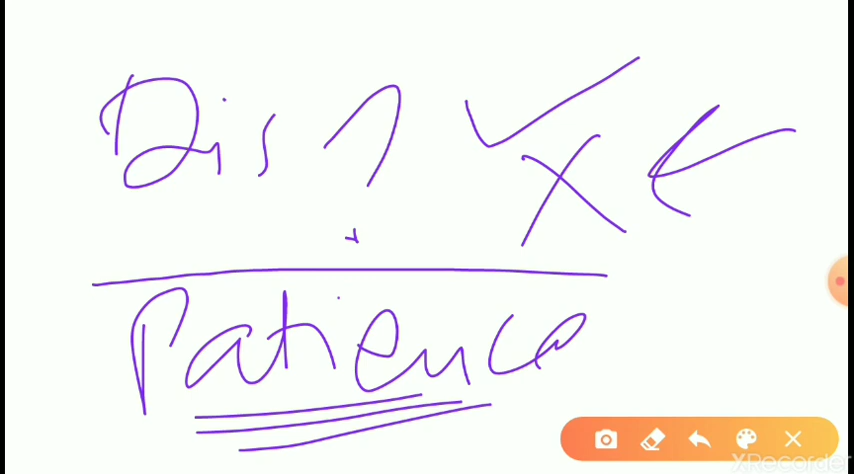 Dis ? ✓ X ←
Patience
XRecorder